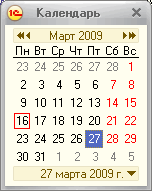 1С Календарь
Март 2009
Пн Вт Ср Чт Пт Сб Вс
23 24 25 26 27 28 1
2 3 4 5 6 7 8
9 10 11 12 13 14 15
16 17 18 19 20 21 22
23 24 25 26 27 28 29
30 31 1 2 3 4 5
27 марта 2009 г.